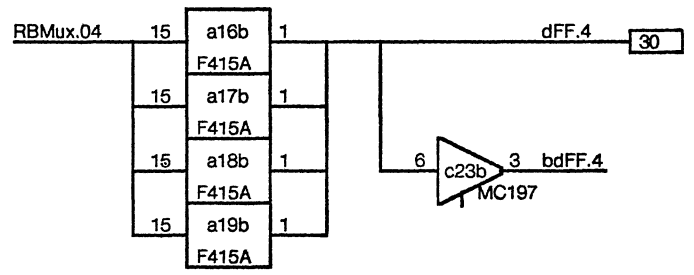 RBMux.04 15 a16b 1 dFF.4 30
F415A
15 a17b 1
F415A
15 a18b 1 6 c23b 3 bdFF.4
F415A MC197
15 a19b 1
F415A